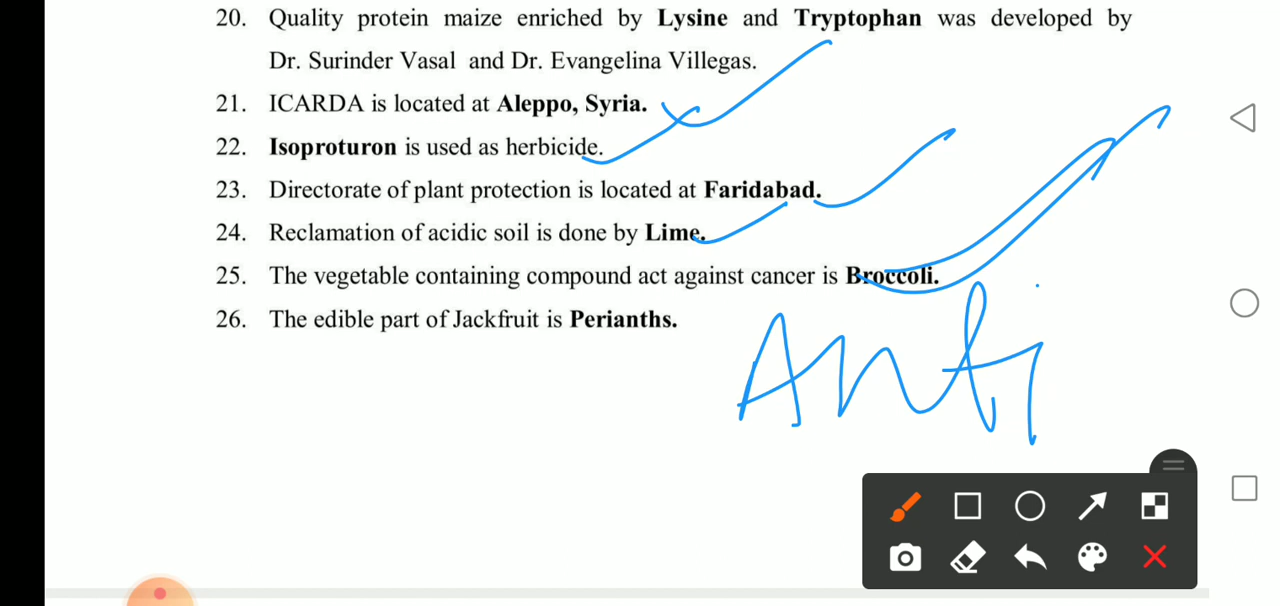 20. Quality protein maize enriched by Lysine and Tryptophan was developed by
Dr. Surinder Vasal and Dr. Evangelina Villegas.
21. ICARDA is located at Aleppo, Syria.
22. Isoproturon is used as herbicide.
23. Directorate of plant protection is located at Faridabad.
24. Reclamation of acidic soil is done by Lime.
25. The vegetable containing compound act against cancer is Broccoli.
26. The edible part of Jackfruit is Perianths.
Anti